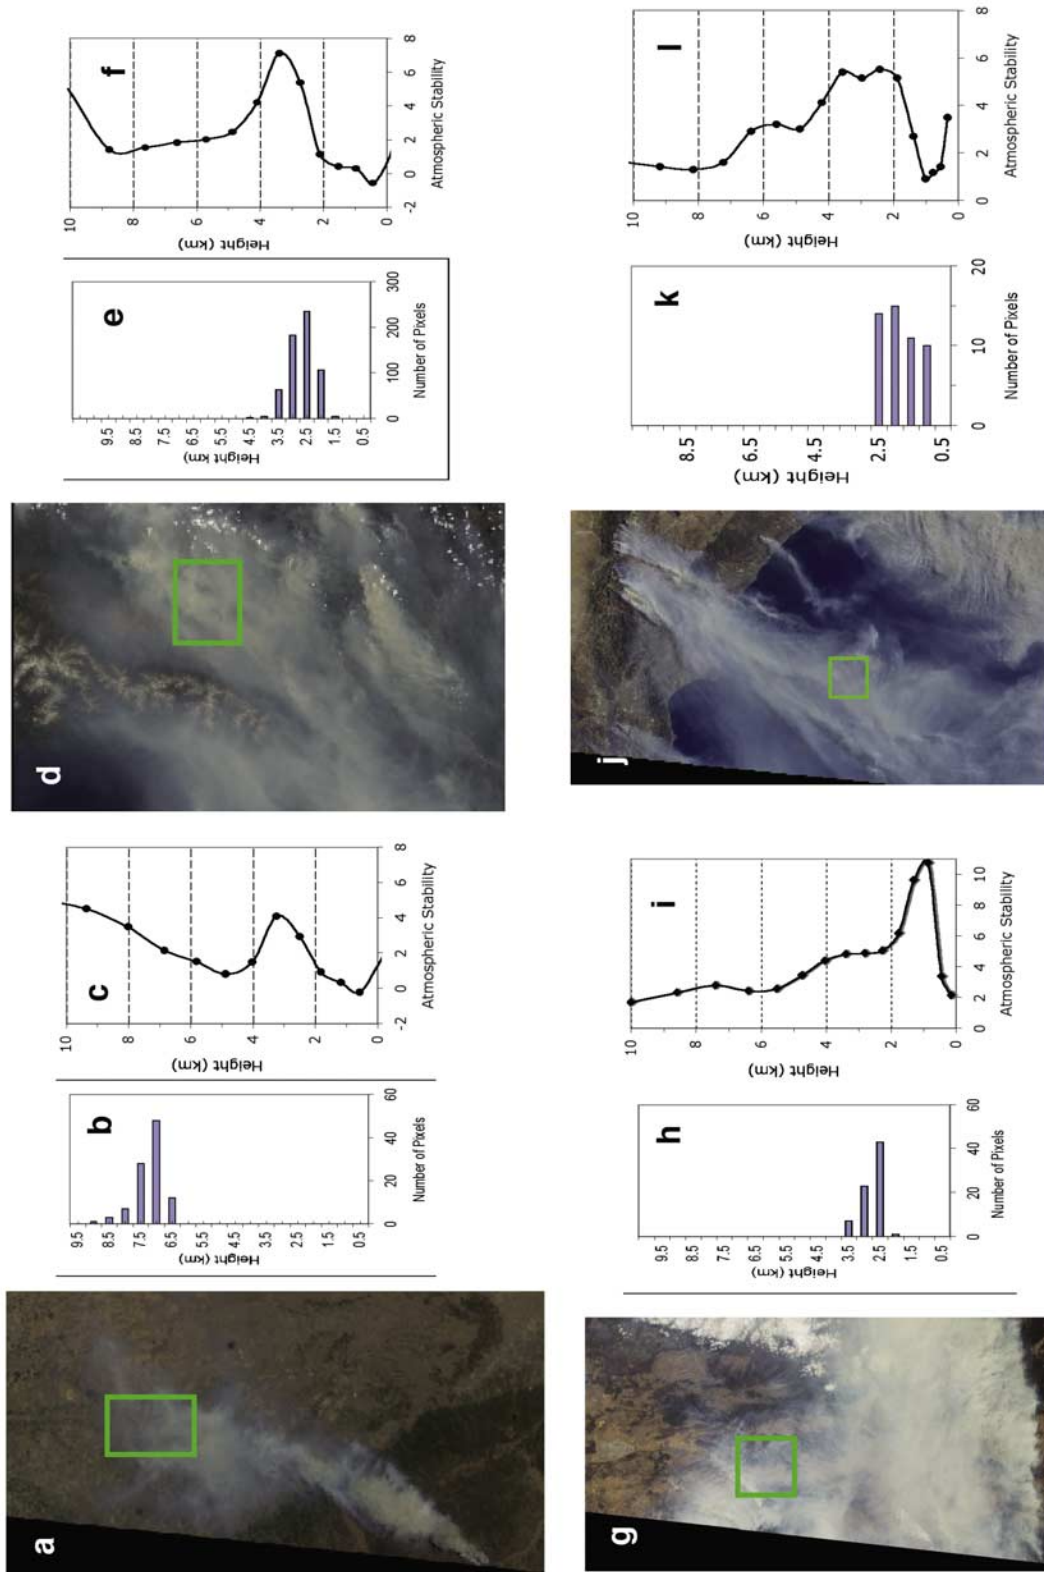 a
b
Height (km)
9.5
8.5
7.5
6.5
5.5
4.5
3.5
2.5
1.5
0.5
0 20 40 60
Number of Pixels
c
Height (km)
10
8
6
4
2
0
-2 0 2 4 6 8
Atmospheric Stability
d
e
Height km)
9.5
8.5
7.5
6.5
5.5
4.5
3.5
2.5
1.5
0.5
0 100 200 300
Number of Pixels
f
Height (km)
10
8
6
4
2
0
-2 0 2 4 6 8
Atmospheric Stability
g
h
Height (km)
9.5
8.5
7.5
6.5
5.5
4.5
3.5
2.5
1.5
0.5
0 20 40 60
Number of Pixels
i
Height (km)
10
8
6
4
2
0
0 2 4 6 8 10
Atmospheric Stability
j
k
Height (km)
8.5
6.5
4.5
2.5
0.5
0 10 20
Number of Pixels
l
Height (km)
10
8
6
4
2
0
0 2 4 6 8
Atmospheric Stability